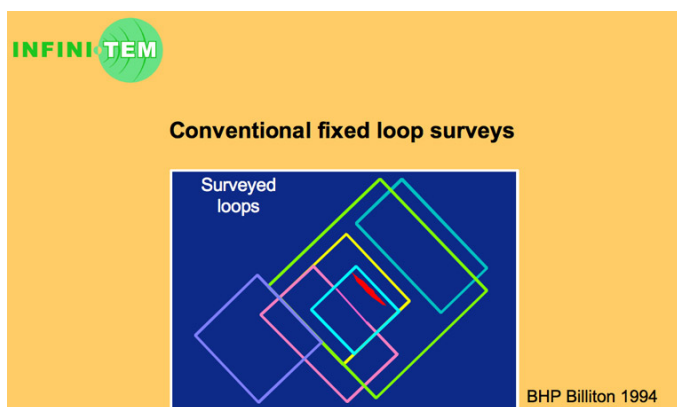 INFINI TEM
Conventional fixed loop surveys
Surveyed
loops
BHP Billiton 1994